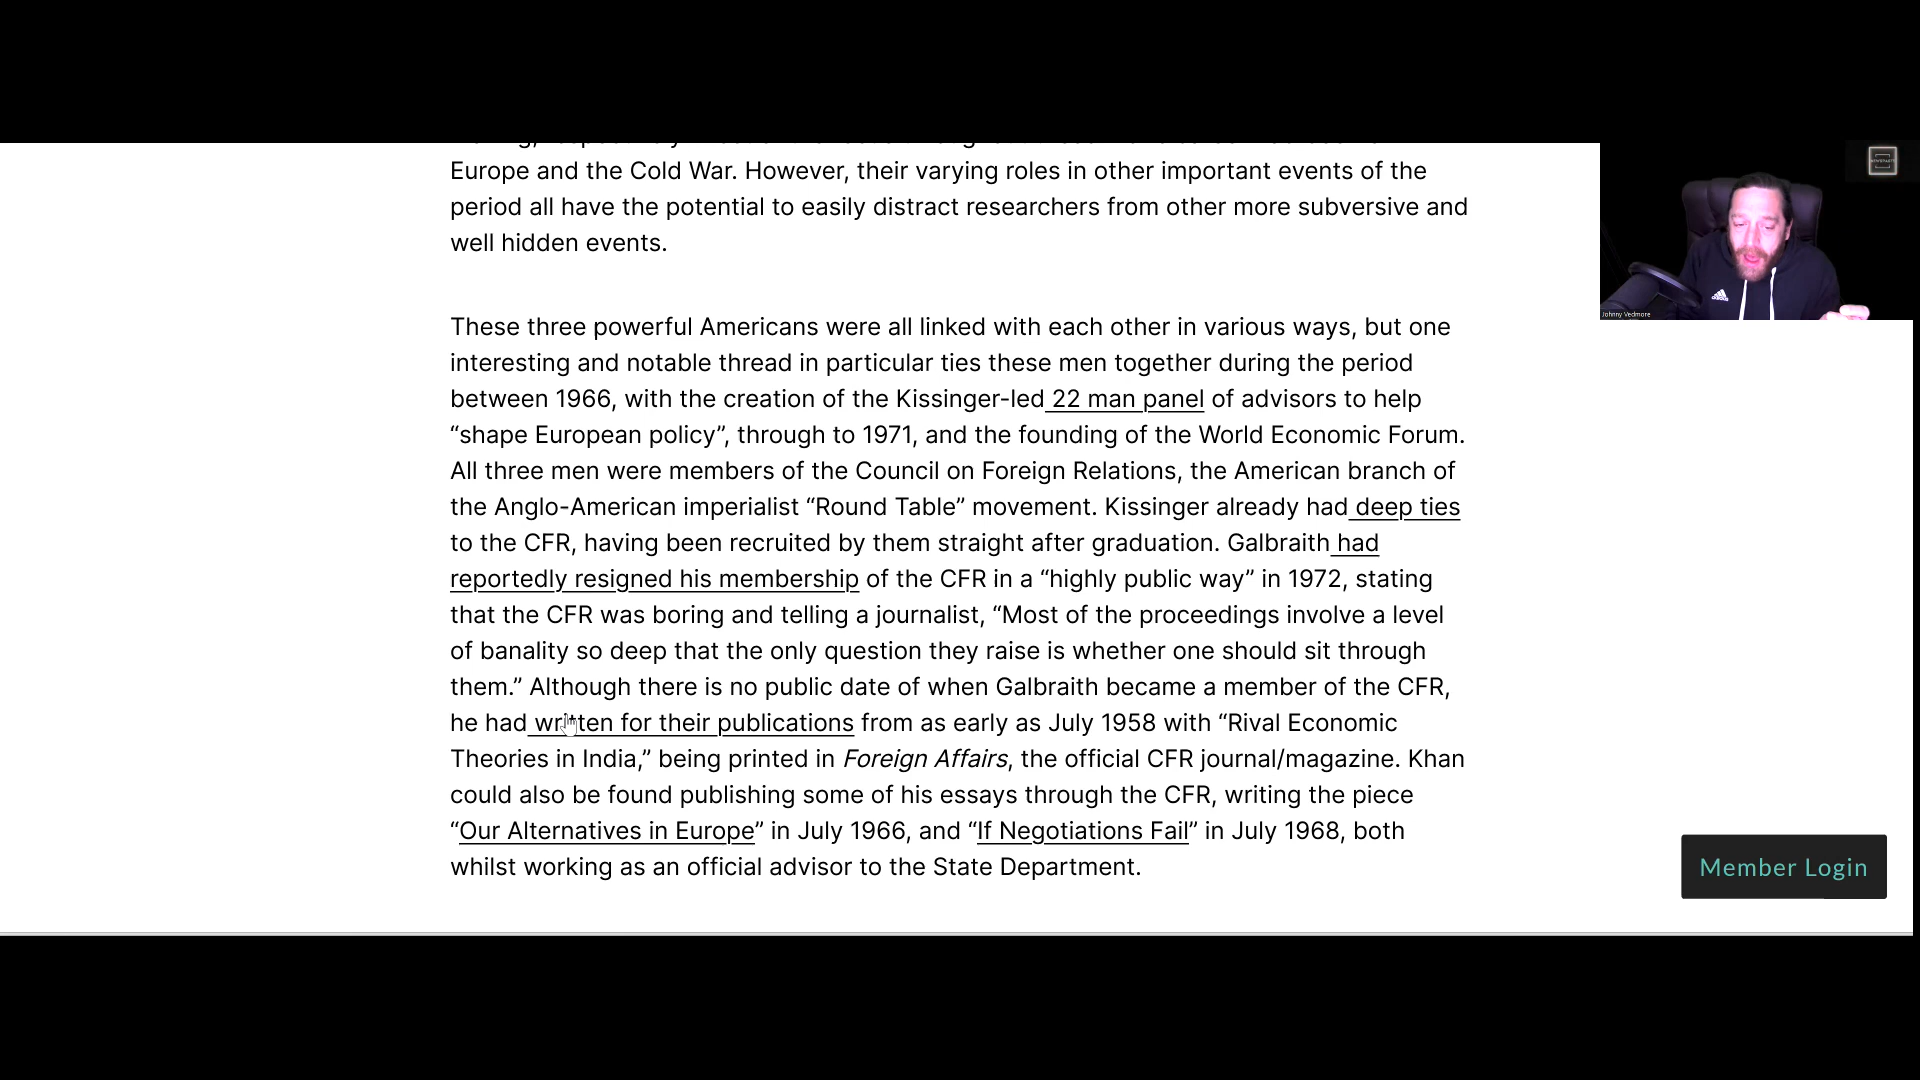 Europe and the Cold War. However, their varying roles in other important events of the
period all have the potential to easily distract researchers from other more subversive and
well hidden events.
These three powerful Americans were all linked with each other in various ways, but one
interesting and notable thread in particular ties these men together during the period
between 1966, with the creation of the Kissinger-led 22 man panel of advisors to help
“shape European policy”, through to 1971, and the founding of the World Economic Forum.
All three men were members of the Council on Foreign Relations, the American branch of
the Anglo-American imperialist “Round Table” movement. Kissinger already had deep ties
to the CFR, having been recruited by them straight after graduation. Galbraith had
reportedly resigned his membership of the CFR in a “highly public way” in 1972, stating
that the CFR was boring and telling a journalist, “Most of the proceedings involve a level
of banality so deep that the only question they raise is whether one should sit through
them.” Although there is no public date of when Galbraith became a member of the CFR,
he had written for their publications from as early as July 1958 with “Rival Economic
Theories in India,” being printed in Foreign Affairs, the official CFR journal/magazine. Khan
could also be found publishing some of his essays through the CFR, writing the piece
“Our Alternatives in Europe” in July 1966, and “If Negotiations Fail” in July 1968, both
whilst working as an official advisor to the State Department.
Johnny Vedmore
Member Login